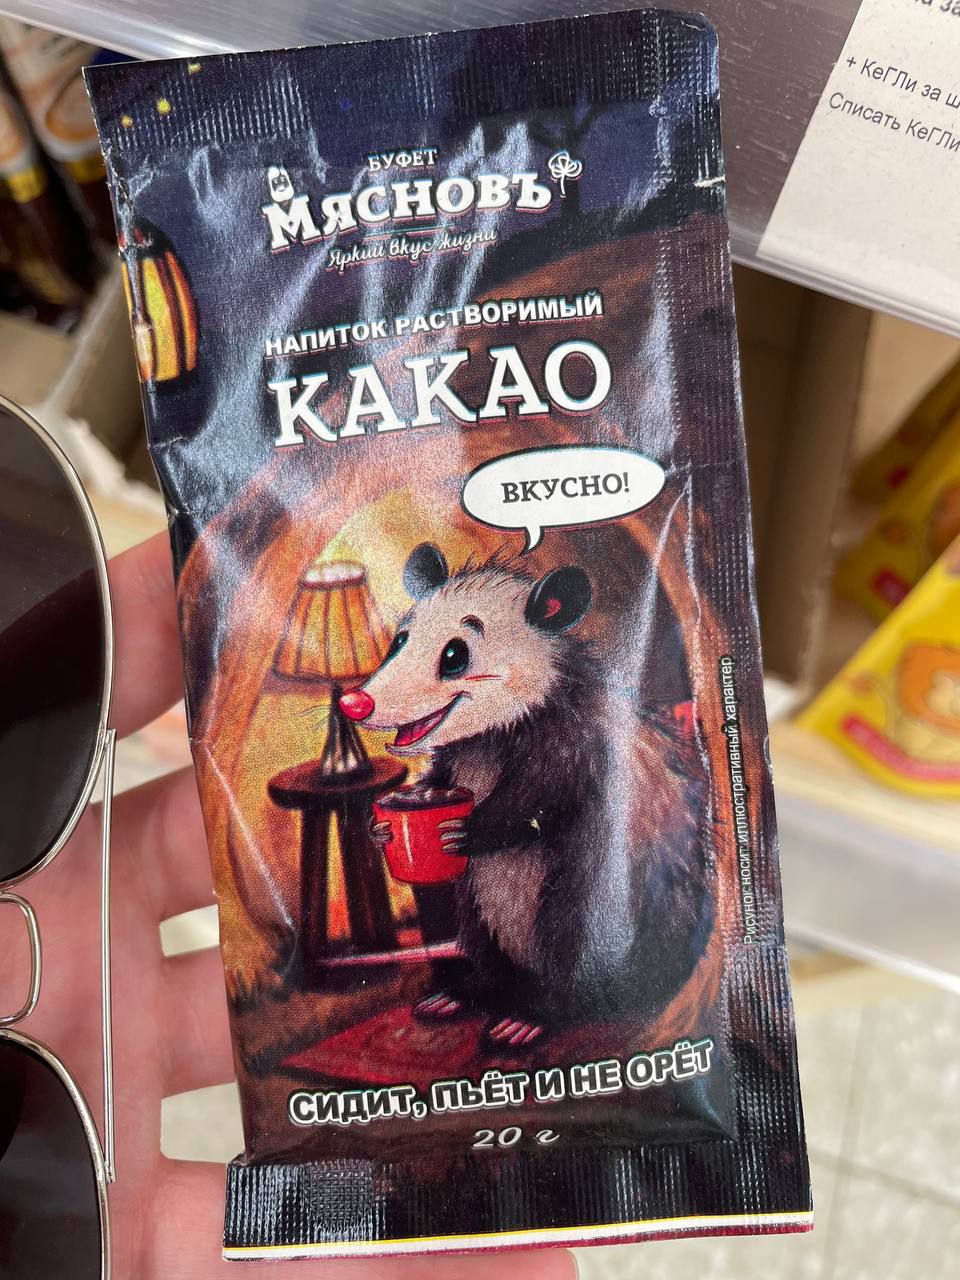 БУФЕТ
МЯСНОВЪ
Яркий вкус жизни
НАПИТОК РАСТВОРИМЫЙ
КАКАО
ВКУСНО!
Рисунок носит иллюстративный характер
СИДИТ, ПЬЁТ И НЕ ОРЁТ
20 г
+ КеГЛи за
Списать КеГЛи